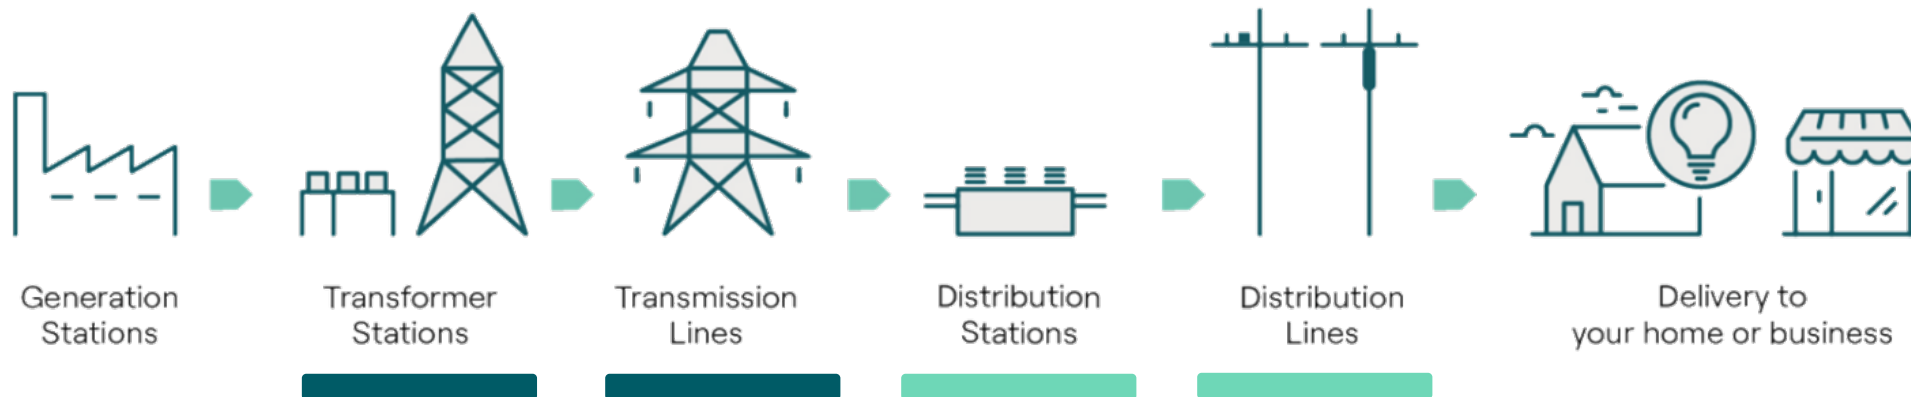 Generation
Stations
Transformer
Stations
Transmission
Lines
Distribution
Stations
Distribution
Lines
Delivery to
your home or business